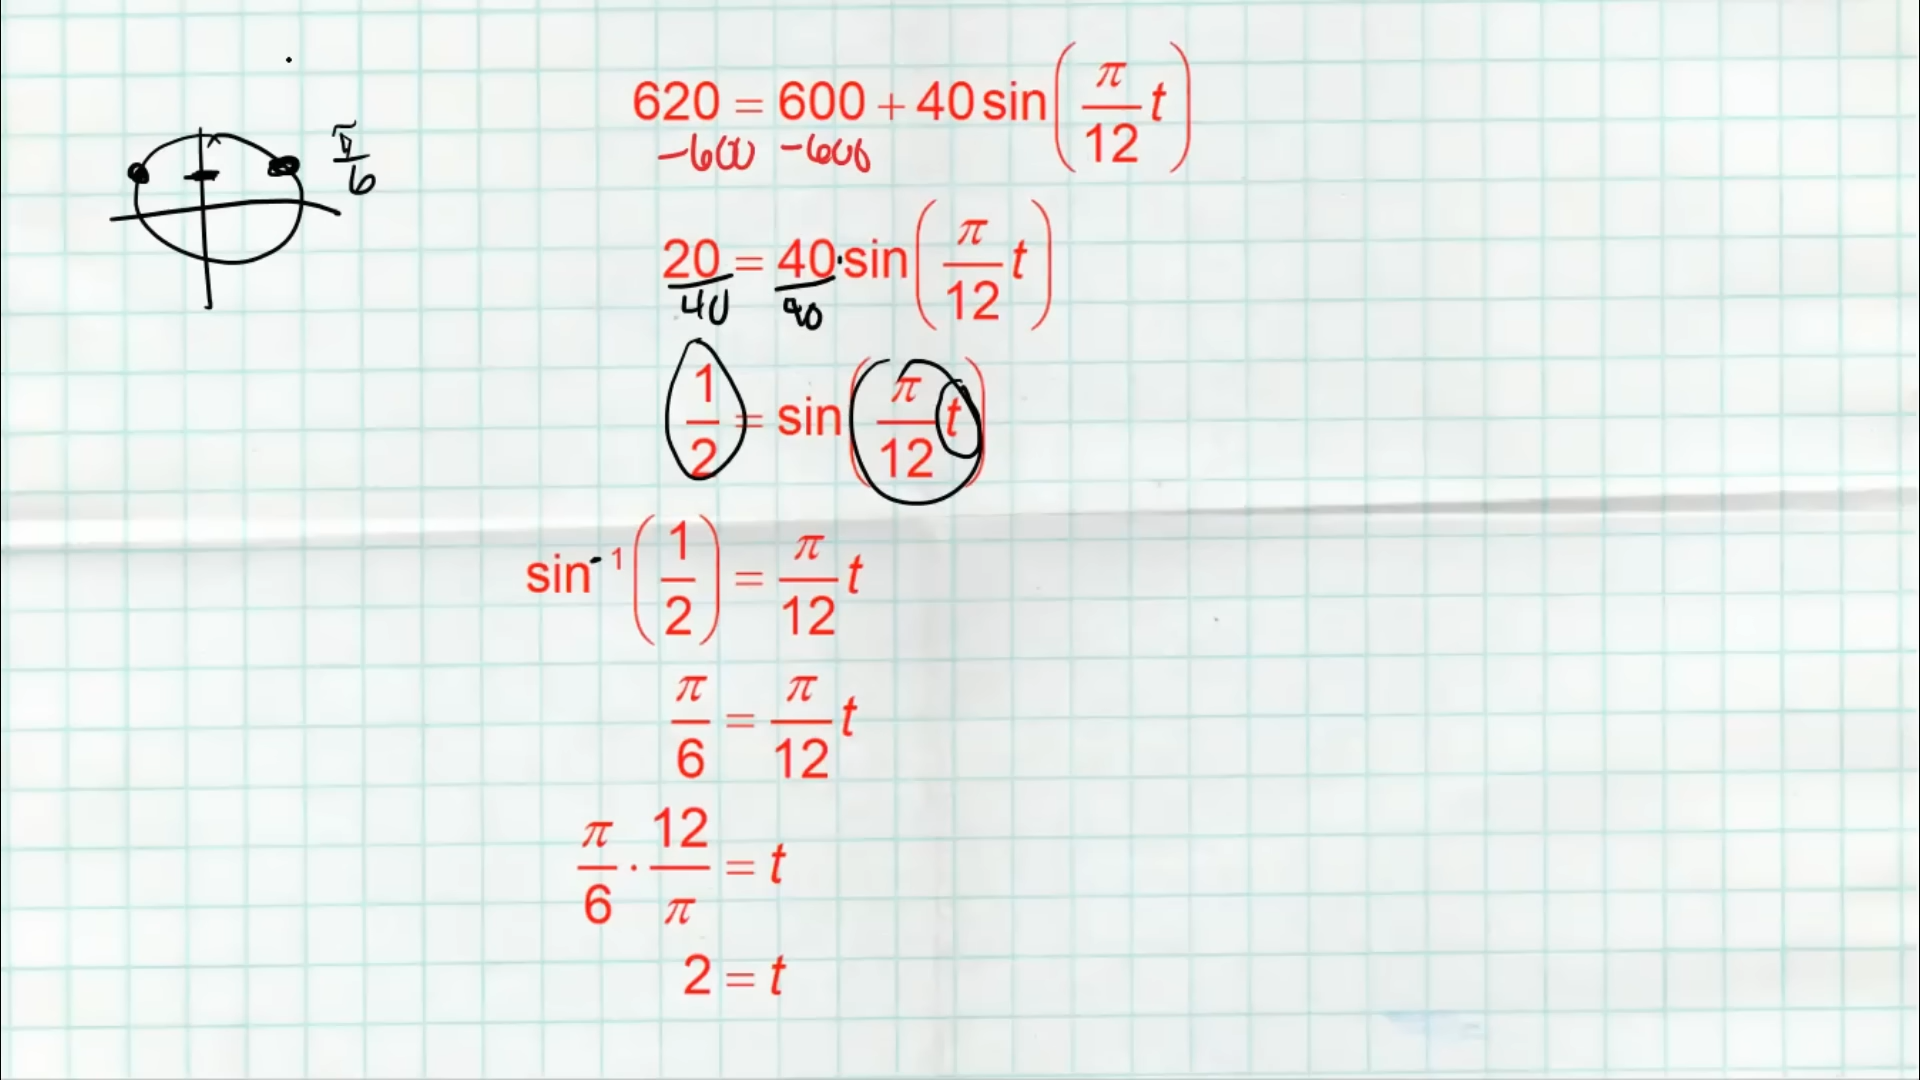 620 = 600 + 40 sin(π/12 t)
-600 -600
π/6
20 = 40·sin(π/12 t)
40 40
1/2 = sin(π/12 t)
sin⁻¹(1/2) = π/12 t
π/6 = π/12 t
π/6 · 12/π = t
2 = t